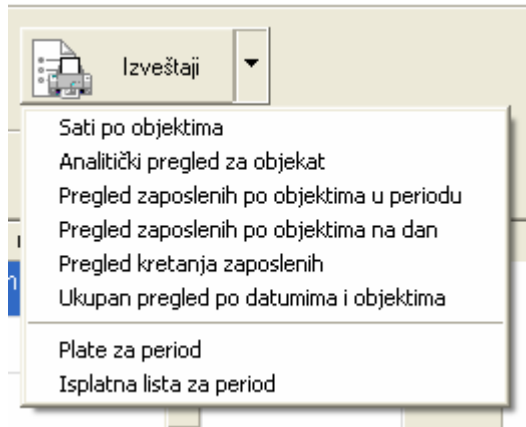 Izveštaji
Sati po objektima
Analitički pregled za objekat
Pregled zaposlenih po objektima u periodu
Pregled zaposlenih po objektima na dan
Pregled kretanja zaposlenih
Ukupan pregled po datumima i objektima
Plate za period
Isplatna lista za period